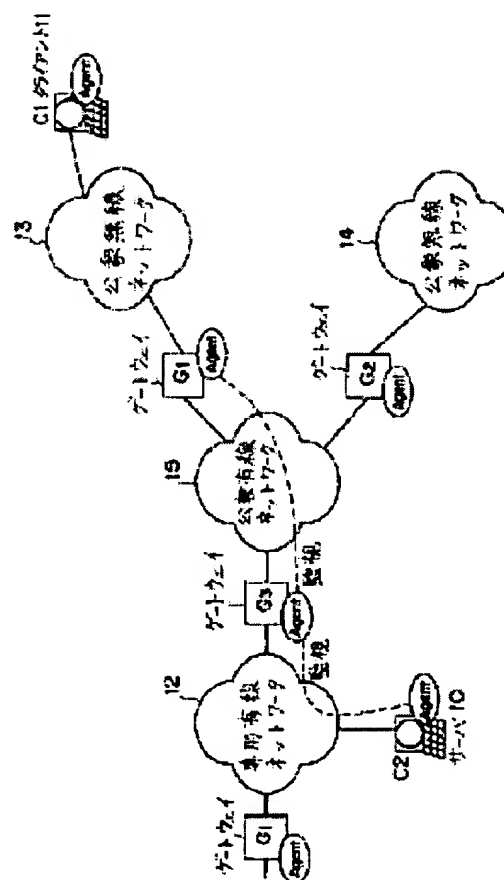 C1 クライアント11
Agent
13
公衆無線
ネットワーク
ゲートウェイ
G1
Agent
14
公衆無線
ネットワーク
ゲートウェイ
G2
Agent
15
公衆有線
ネットワーク
監視
ゲートウェイ
G3
Agent
監視
12
専用有線
ネットワーク
Agent
C2
サーバ10
ゲートウェイ
G1
Agent